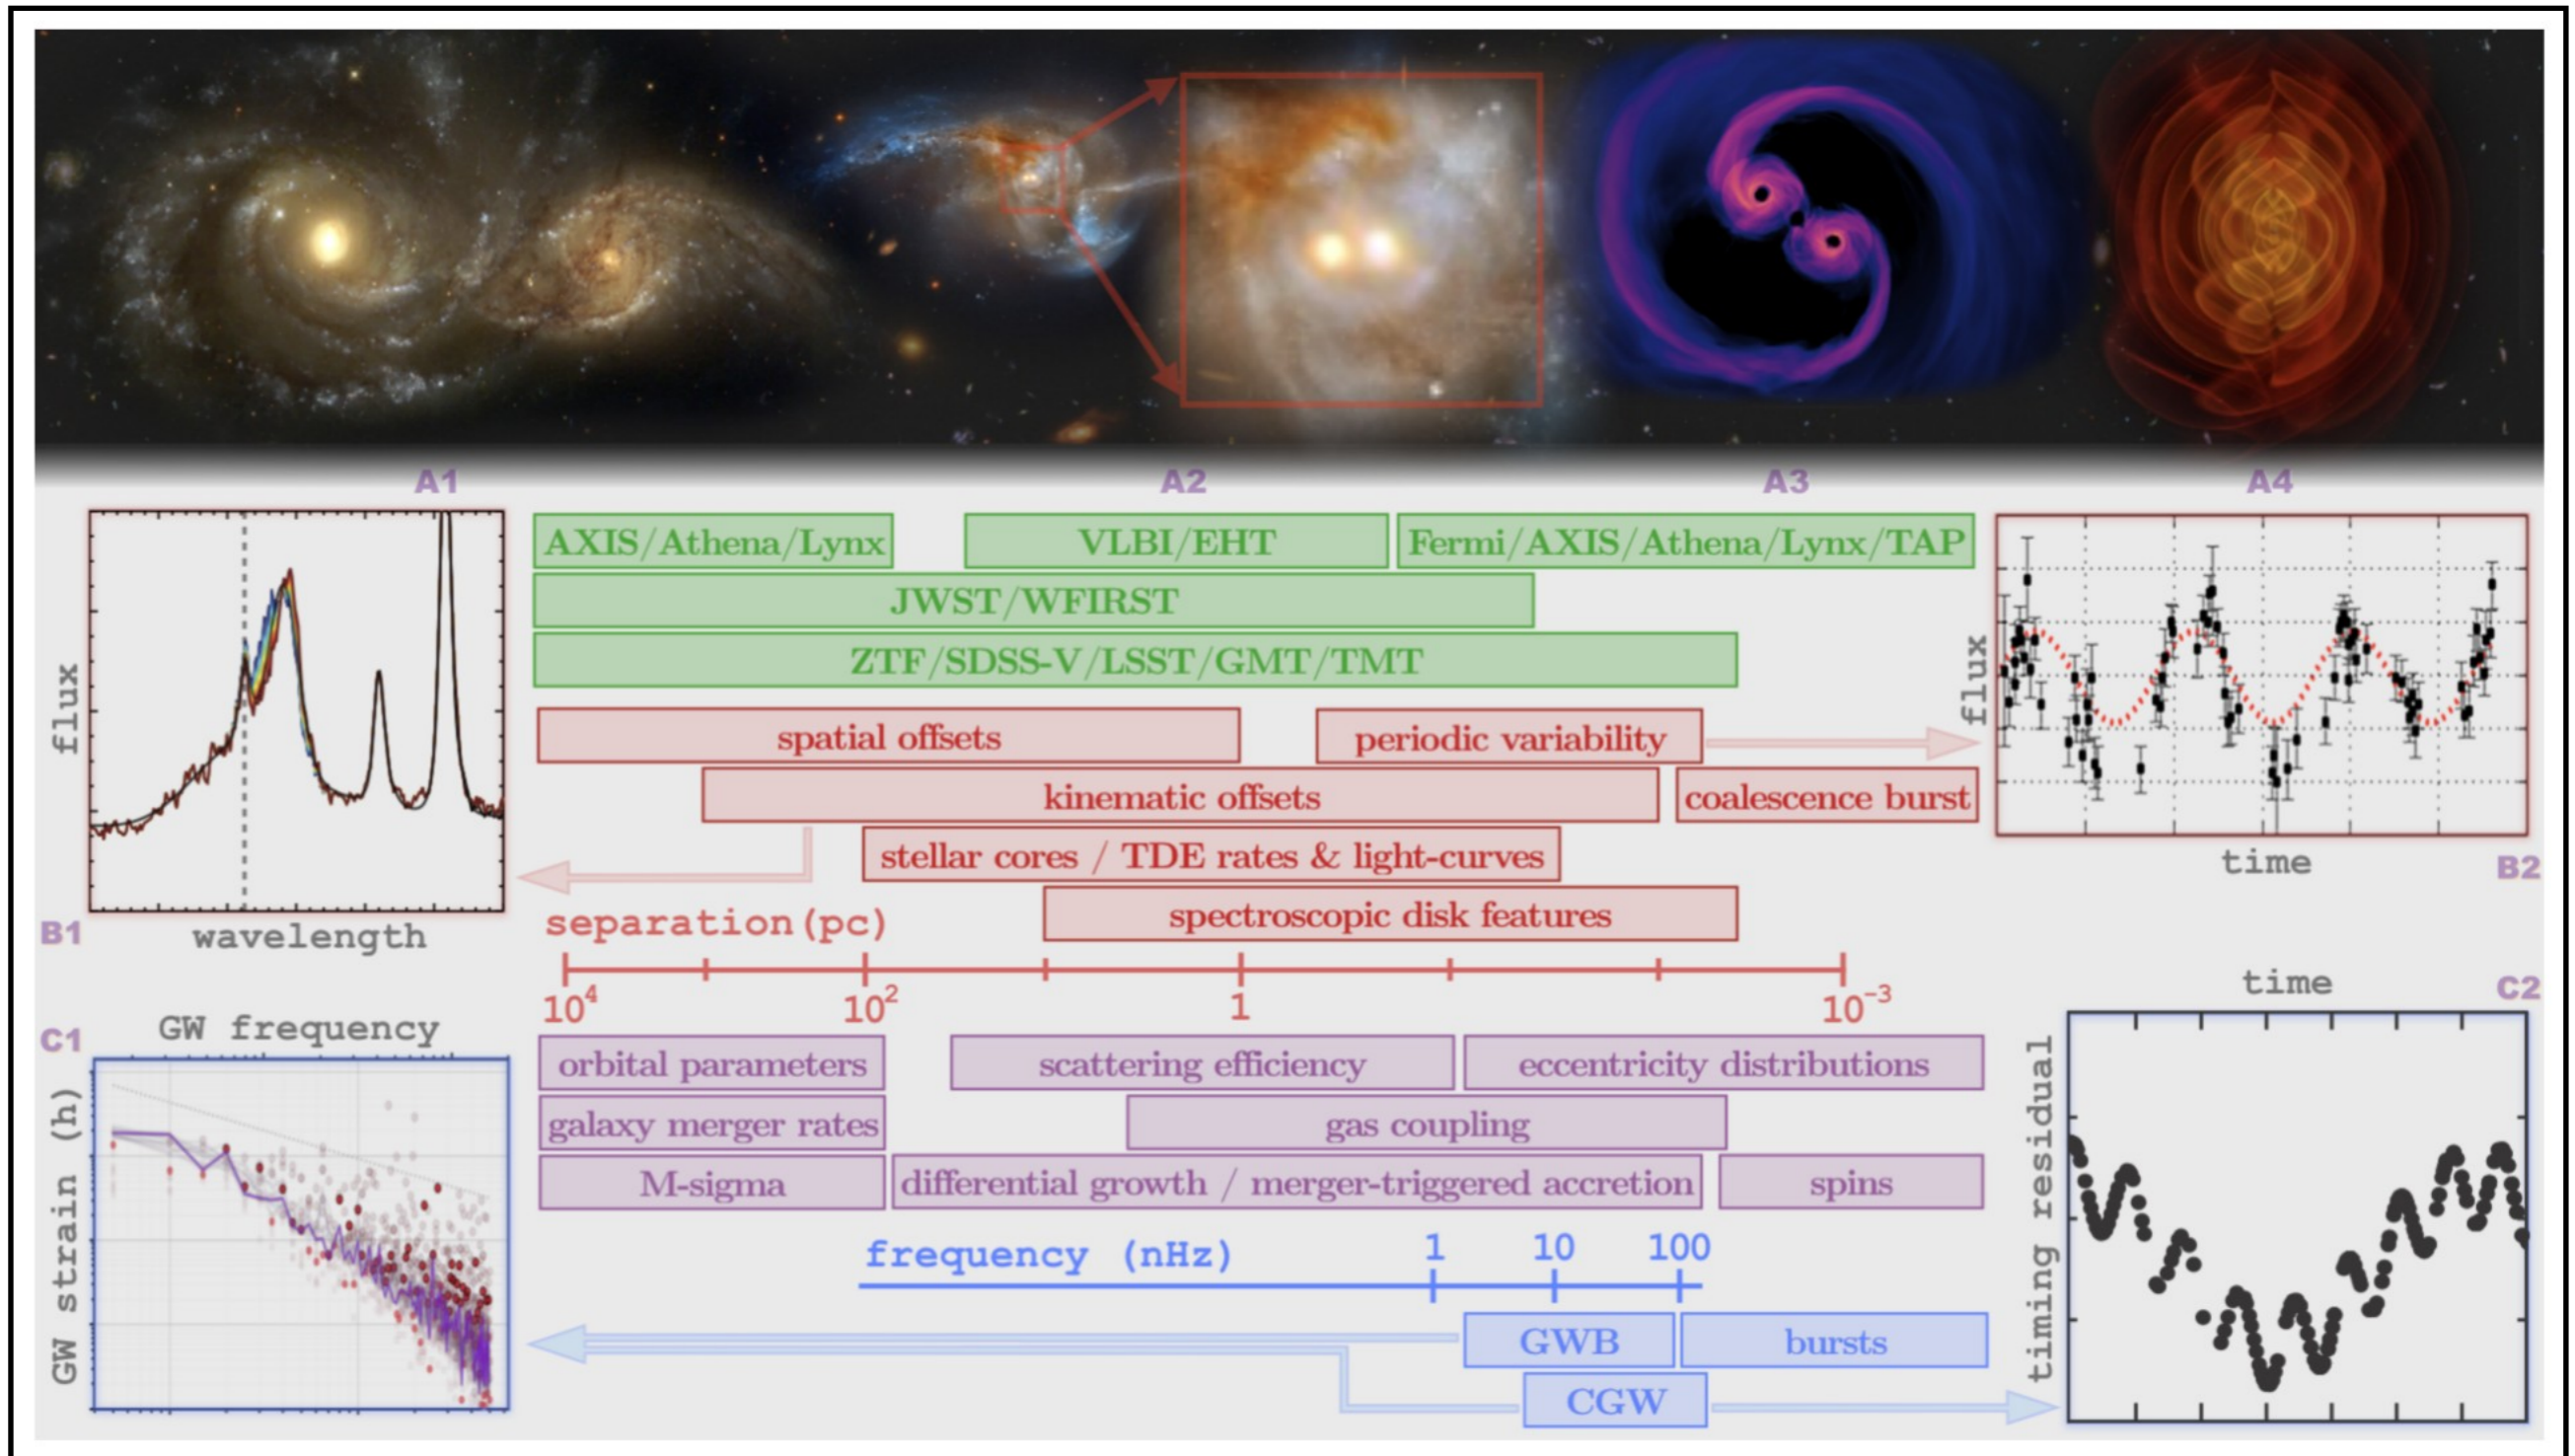 A1
A2
A3
A4
AXIS/Athena/Lynx
VLBI/EHT
Fermi/AXIS/Athena/Lynx/TAP
JWST/WFIRST
ZTF/SDSS-V/LSST/GMT/TMT
flux
wavelength
B1
spatial offsets
periodic variability
kinematic offsets
coalescence burst
stellar cores / TDE rates & light-curves
spectroscopic disk features
flux
time
B2
separation(pc)
10⁴
10²
1
10⁻³
C1
GW frequency
GW strain (h)
orbital parameters
scattering efficiency
eccentricity distributions
galaxy merger rates
gas coupling
M-sigma
differential growth / merger-triggered accretion
spins
frequency (nHz)
1
10
100
GWB
bursts
CGW
time
C2
timing residual